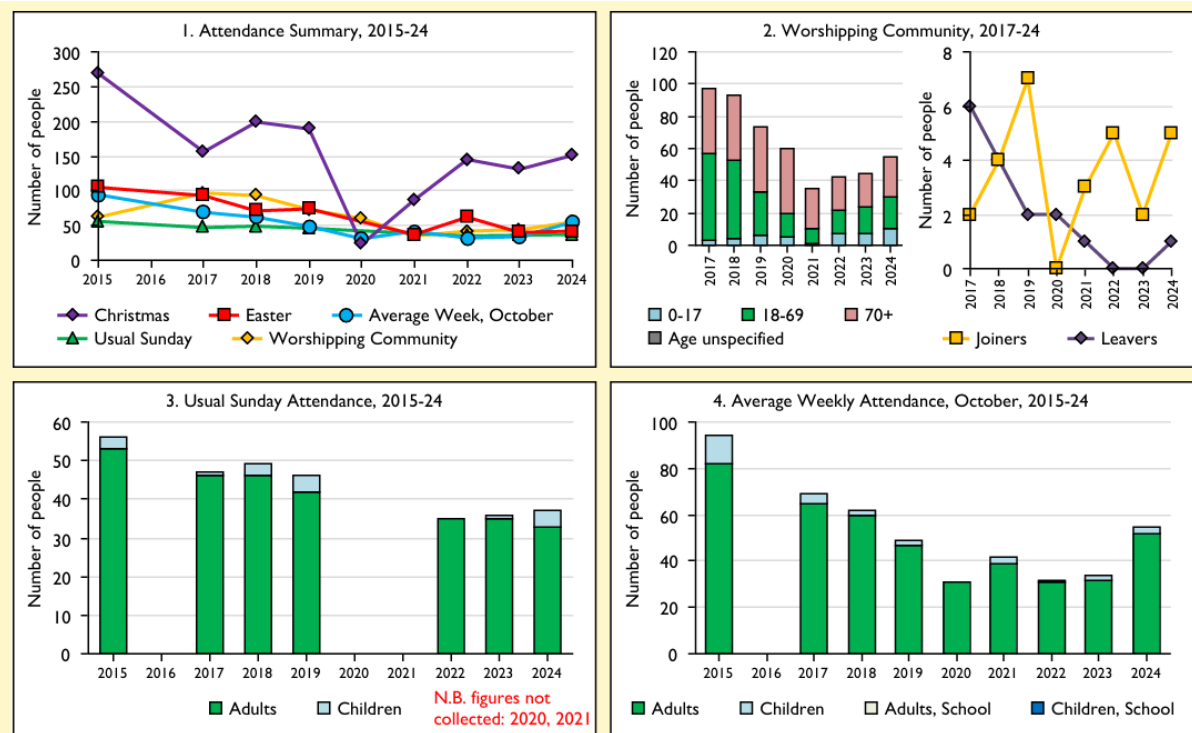 1. Attendance Summary, 2015-24
Number of people
300
250
200
150
100
50
0
2015 2016 2017 2018 2019 2020 2021 2022 2023 2024
Christmas Easter Average Week, October
Usual Sunday Worshipping Community
2. Worshipping Community, 2017-24
Number of people
120
100
80
60
40
20
0
2017 2018 2019 2020 2021 2022 2023 2024
0-17 18-69 70+
Age unspecified
Number of people
8
6
4
2
0
2017 2018 2019 2020 2021 2022 2023 2024
Joiners Leavers
3. Usual Sunday Attendance, 2015-24
Number of people
60
50
40
30
20
10
0
2015 2016 2017 2018 2019 2020 2021 2022 2023 2024
Adults Children
N.B. figures not
collected: 2020, 2021
4. Average Weekly Attendance, October, 2015-24
Number of people
100
80
60
40
20
0
2015 2016 2017 2018 2019 2020 2021 2022 2023 2024
Adults Children Adults, School Children, School